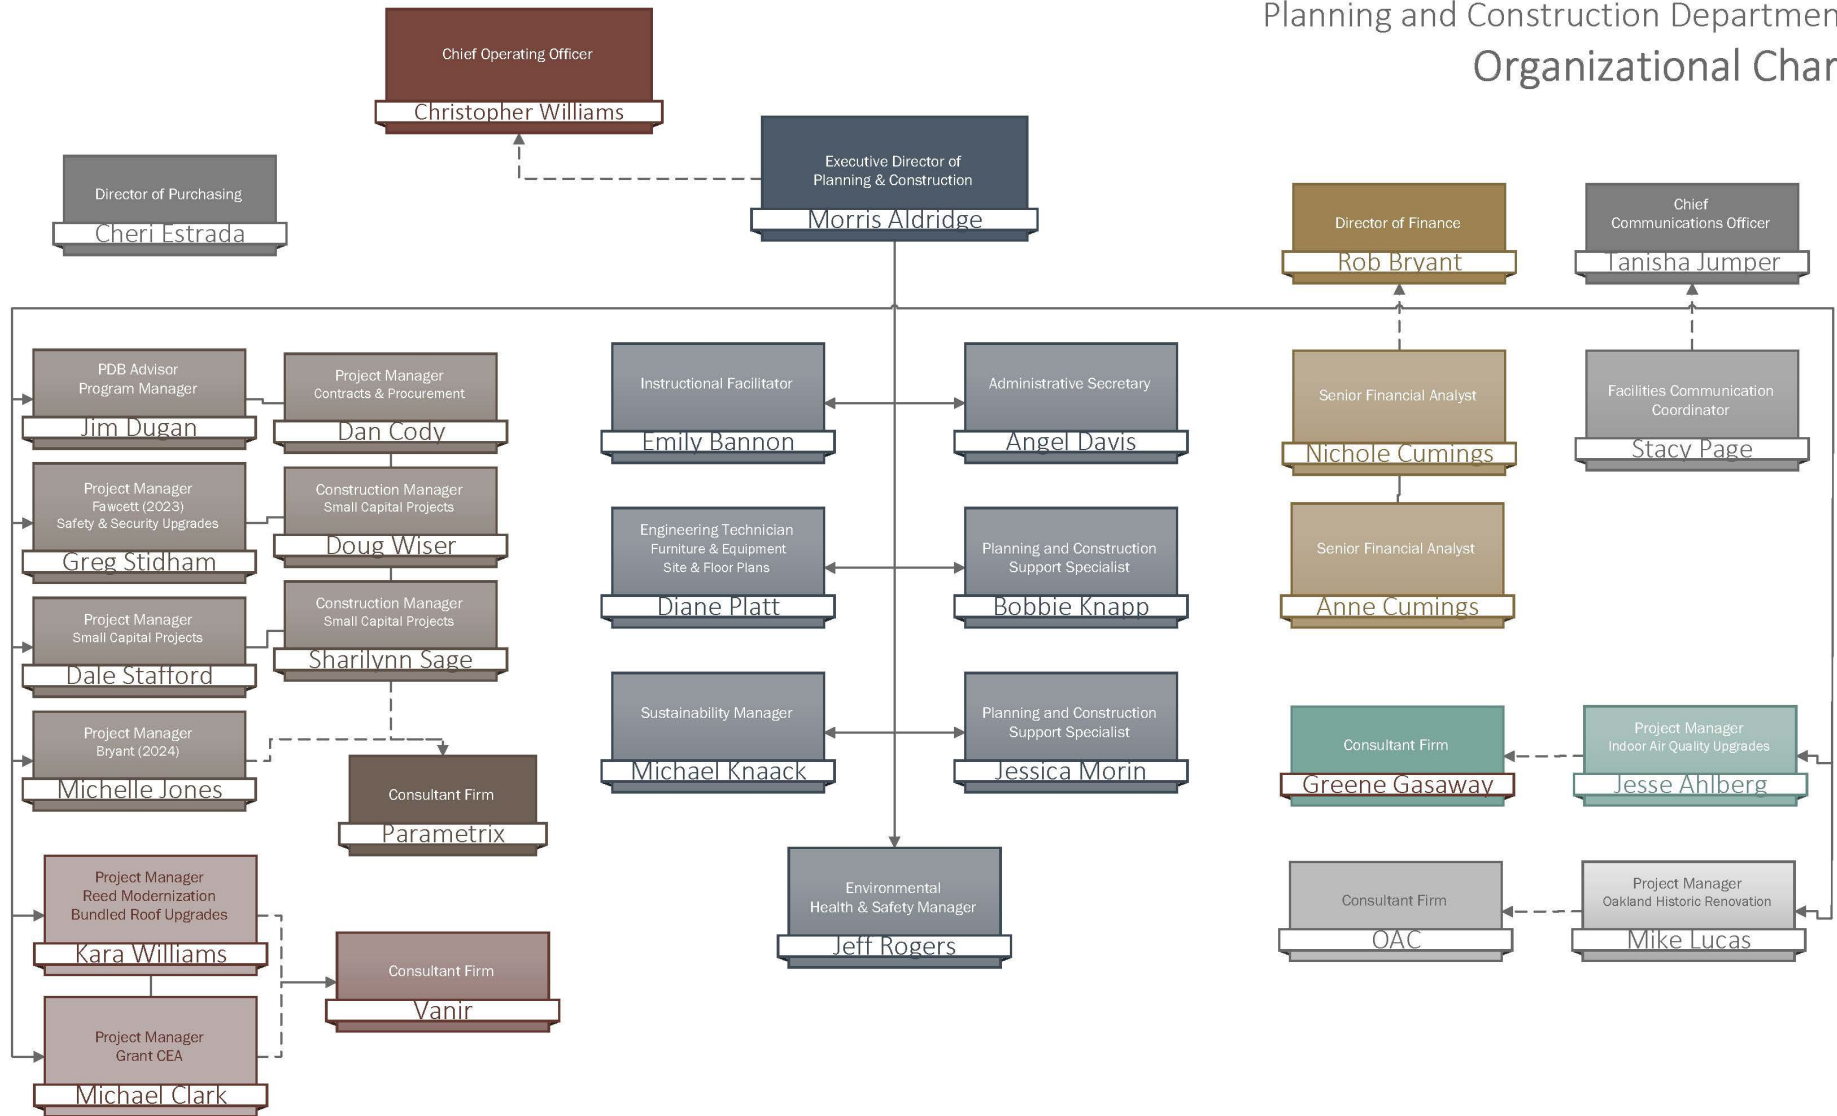 Planning and Construction Departmen
Organizational Char
Chief Operating Officer
Christopher Williams
Executive Director of
Planning & Construction
Morris Aldridge
Director of Purchasing
Cheri Estrada
Director of Finance
Rob Bryant
Chief
Communications Officer
Tanisha Jumper
PDB Advisor
Program Manager
Jim Dugan
Project Manager
Contracts & Procurement
Dan Cody
Instructional Facilitator
Emily Bannon
Administrative Secretary
Angel Davis
Senior Financial Analyst
Nichole Cumings
Facilities Communication
Coordinator
Stacy Page
Project Manager
Fawcett (2023)
Safety & Security Upgrades
Greg Stidham
Construction Manager
Small Capital Projects
Doug Wiser
Engineering Technician
Furniture & Equipment
Site & Floor Plans
Diane Platt
Planning and Construction
Support Specialist
Bobbie Knapp
Senior Financial Analyst
Anne Cumings
Project Manager
Small Capital Projects
Dale Stafford
Construction Manager
Small Capital Projects
Sharilynn Sage
Sustainability Manager
Michael Knaack
Planning and Construction
Support Specialist
Jessica Morin
Consultant Firm
Greene Gasaway
Project Manager
Indoor Air Quality Upgrades
Jesse Ahlberg
Project Manager
Bryant (2024)
Michelle Jones
Consultant Firm
Parametrix
Environmental
Health & Safety Manager
Jeff Rogers
Consultant Firm
OAC
Project Manager
Oakland Historic Renovation
Mike Lucas
Project Manager
Reed Modernization
Bundled Roof Upgrades
Kara Williams
Consultant Firm
Vanir
Project Manager
Grant CEA
Michael Clark